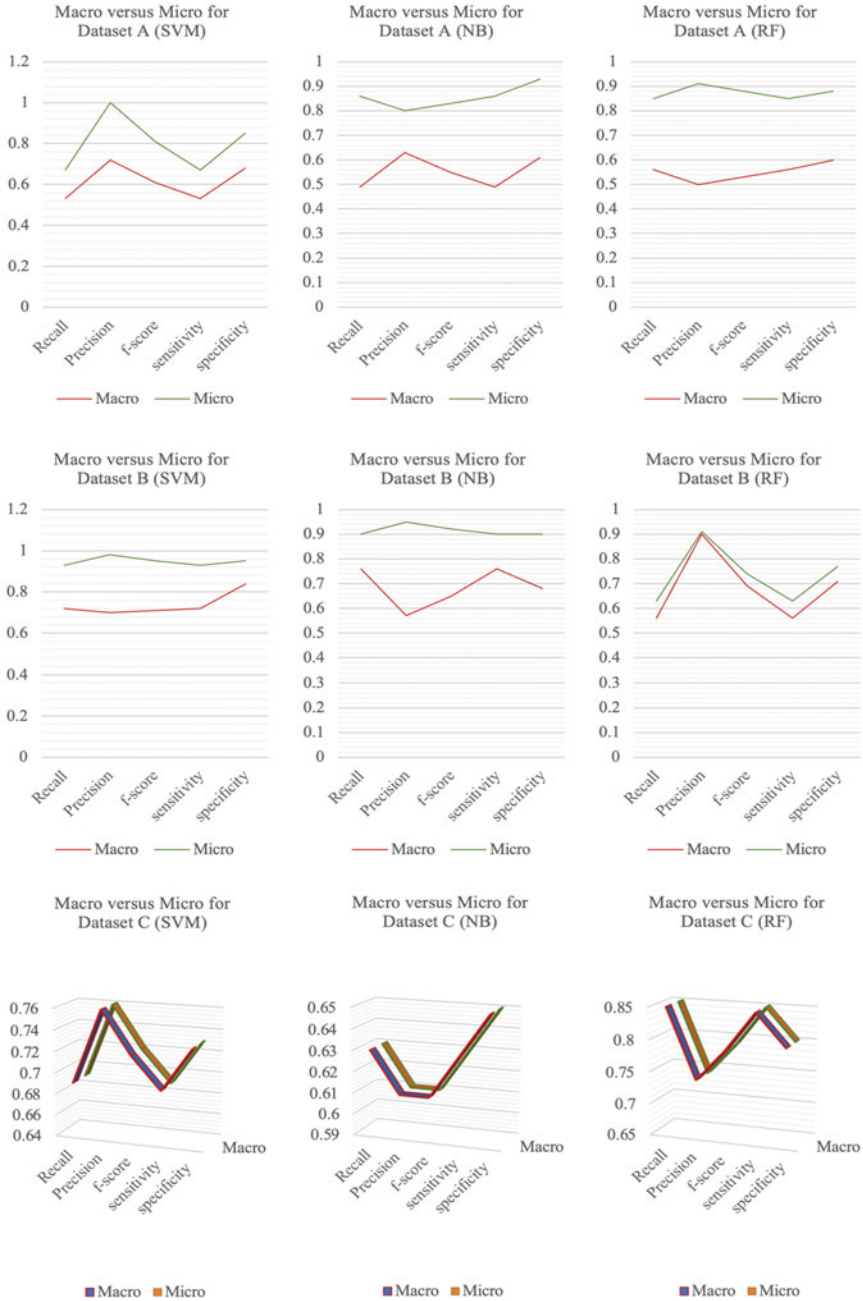 Macro versus Micro for
Dataset A (SVM)
1.2
1
0.8
0.6
0.4
0.2
0
Recall
Precision
f-score
sensitivity
specificity
Macro
Micro
Macro versus Micro for
Dataset A (NB)
1
0.9
0.8
0.7
0.6
0.5
0.4
0.3
0.2
0.1
0
Recall
Precision
f-score
sensitivity
specificity
Macro
Micro
Macro versus Micro for
Dataset A (RF)
1
0.9
0.8
0.7
0.6
0.5
0.4
0.3
0.2
0.1
0
Recall
Precision
f-score
sensitivity
specificity
Macro
Micro
Macro versus Micro for
Dataset B (SVM)
1.2
1
0.8
0.6
0.4
0.2
0
Recall
Precision
f-score
sensitivity
specificity
Macro
Micro
Macro versus Micro for
Dataset B (NB)
1
0.9
0.8
0.7
0.6
0.5
0.4
0.3
0.2
0.1
0
Recall
Precision
f-score
sensitivity
specificity
Macro
Micro
Macro versus Micro for
Dataset B (RF)
1
0.9
0.8
0.7
0.6
0.5
0.4
0.3
0.2
0.1
0
Recall
Precision
f-score
sensitivity
specificity
Macro
Micro
Macro versus Micro for
Dataset C (SVM)
0.76
0.74
0.72
0.7
0.68
0.66
0.64
Recall
Precision
f-score
sensitivity
specificity
Macro
Macro
Micro
Macro versus Micro for
Dataset C (NB)
0.65
0.64
0.63
0.62
0.61
0.6
0.59
Recall
Precision
f-score
sensitivity
specificity
Macro
Macro
Micro
Macro versus Micro for
Dataset C (RF)
0.85
0.8
0.75
0.7
0.65
Recall
Precision
f-score
sensitivity
specificity
Macro
Macro
Micro